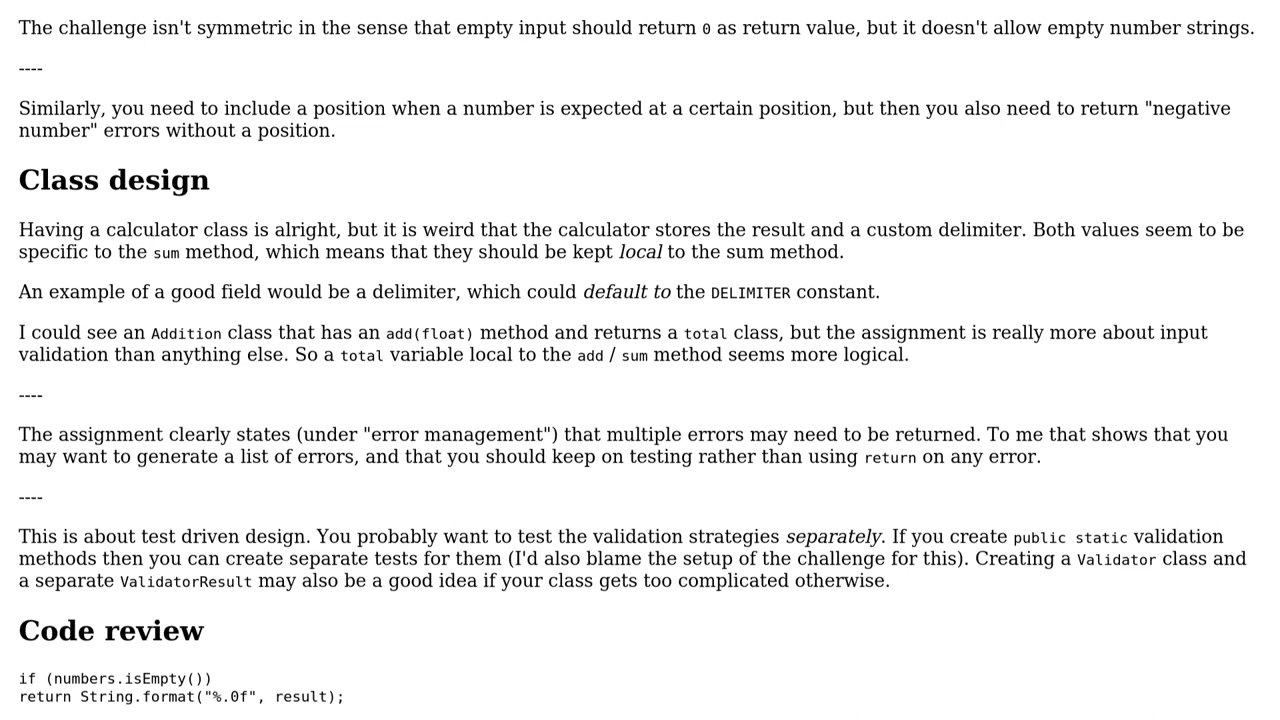 The challenge isn't symmetric in the sense that empty input should return 0 as return value, but it doesn't allow empty number strings.
----
Similarly, you need to include a position when a number is expected at a certain position, but then you also need to return "negative
number" errors without a position.
Class design
Having a calculator class is alright, but it is weird that the calculator stores the result and a custom delimiter. Both values seem to be
specific to the sum method, which means that they should be kept local to the sum method.
An example of a good field would be a delimiter, which could default to the DELIMITER constant.
I could see an Addition class that has an add(float) method and returns a total class, but the assignment is really more about input
validation than anything else. So a total variable local to the add / sum method seems more logical.
----
The assignment clearly states (under "error management") that multiple errors may need to be returned. To me that shows that you
may want to generate a list of errors, and that you should keep on testing rather than using return on any error.
----
This is about test driven design. You probably want to test the validation strategies separately. If you create public static validation
methods then you can create separate tests for them (I'd also blame the setup of the challenge for this). Creating a Validator class and
a separate ValidatorResult may also be a good idea if your class gets too complicated otherwise.
Code review
if (numbers.isEmpty())
return String.format("%.0f", result);